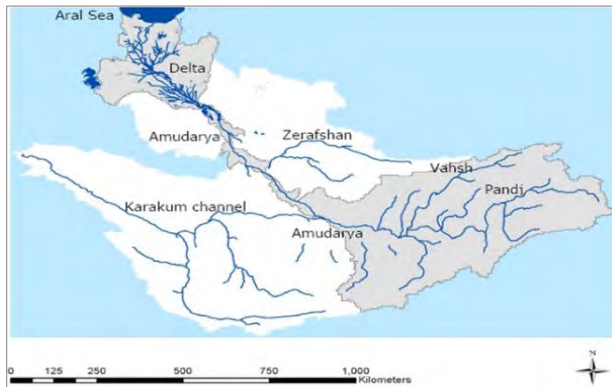 Aral Sea
Delta
Amudarya
Zerafshan
Vahsh
Pandj
Karakum channel
Amudarya
N
0 125 250 500 750 1,000
Kilometers